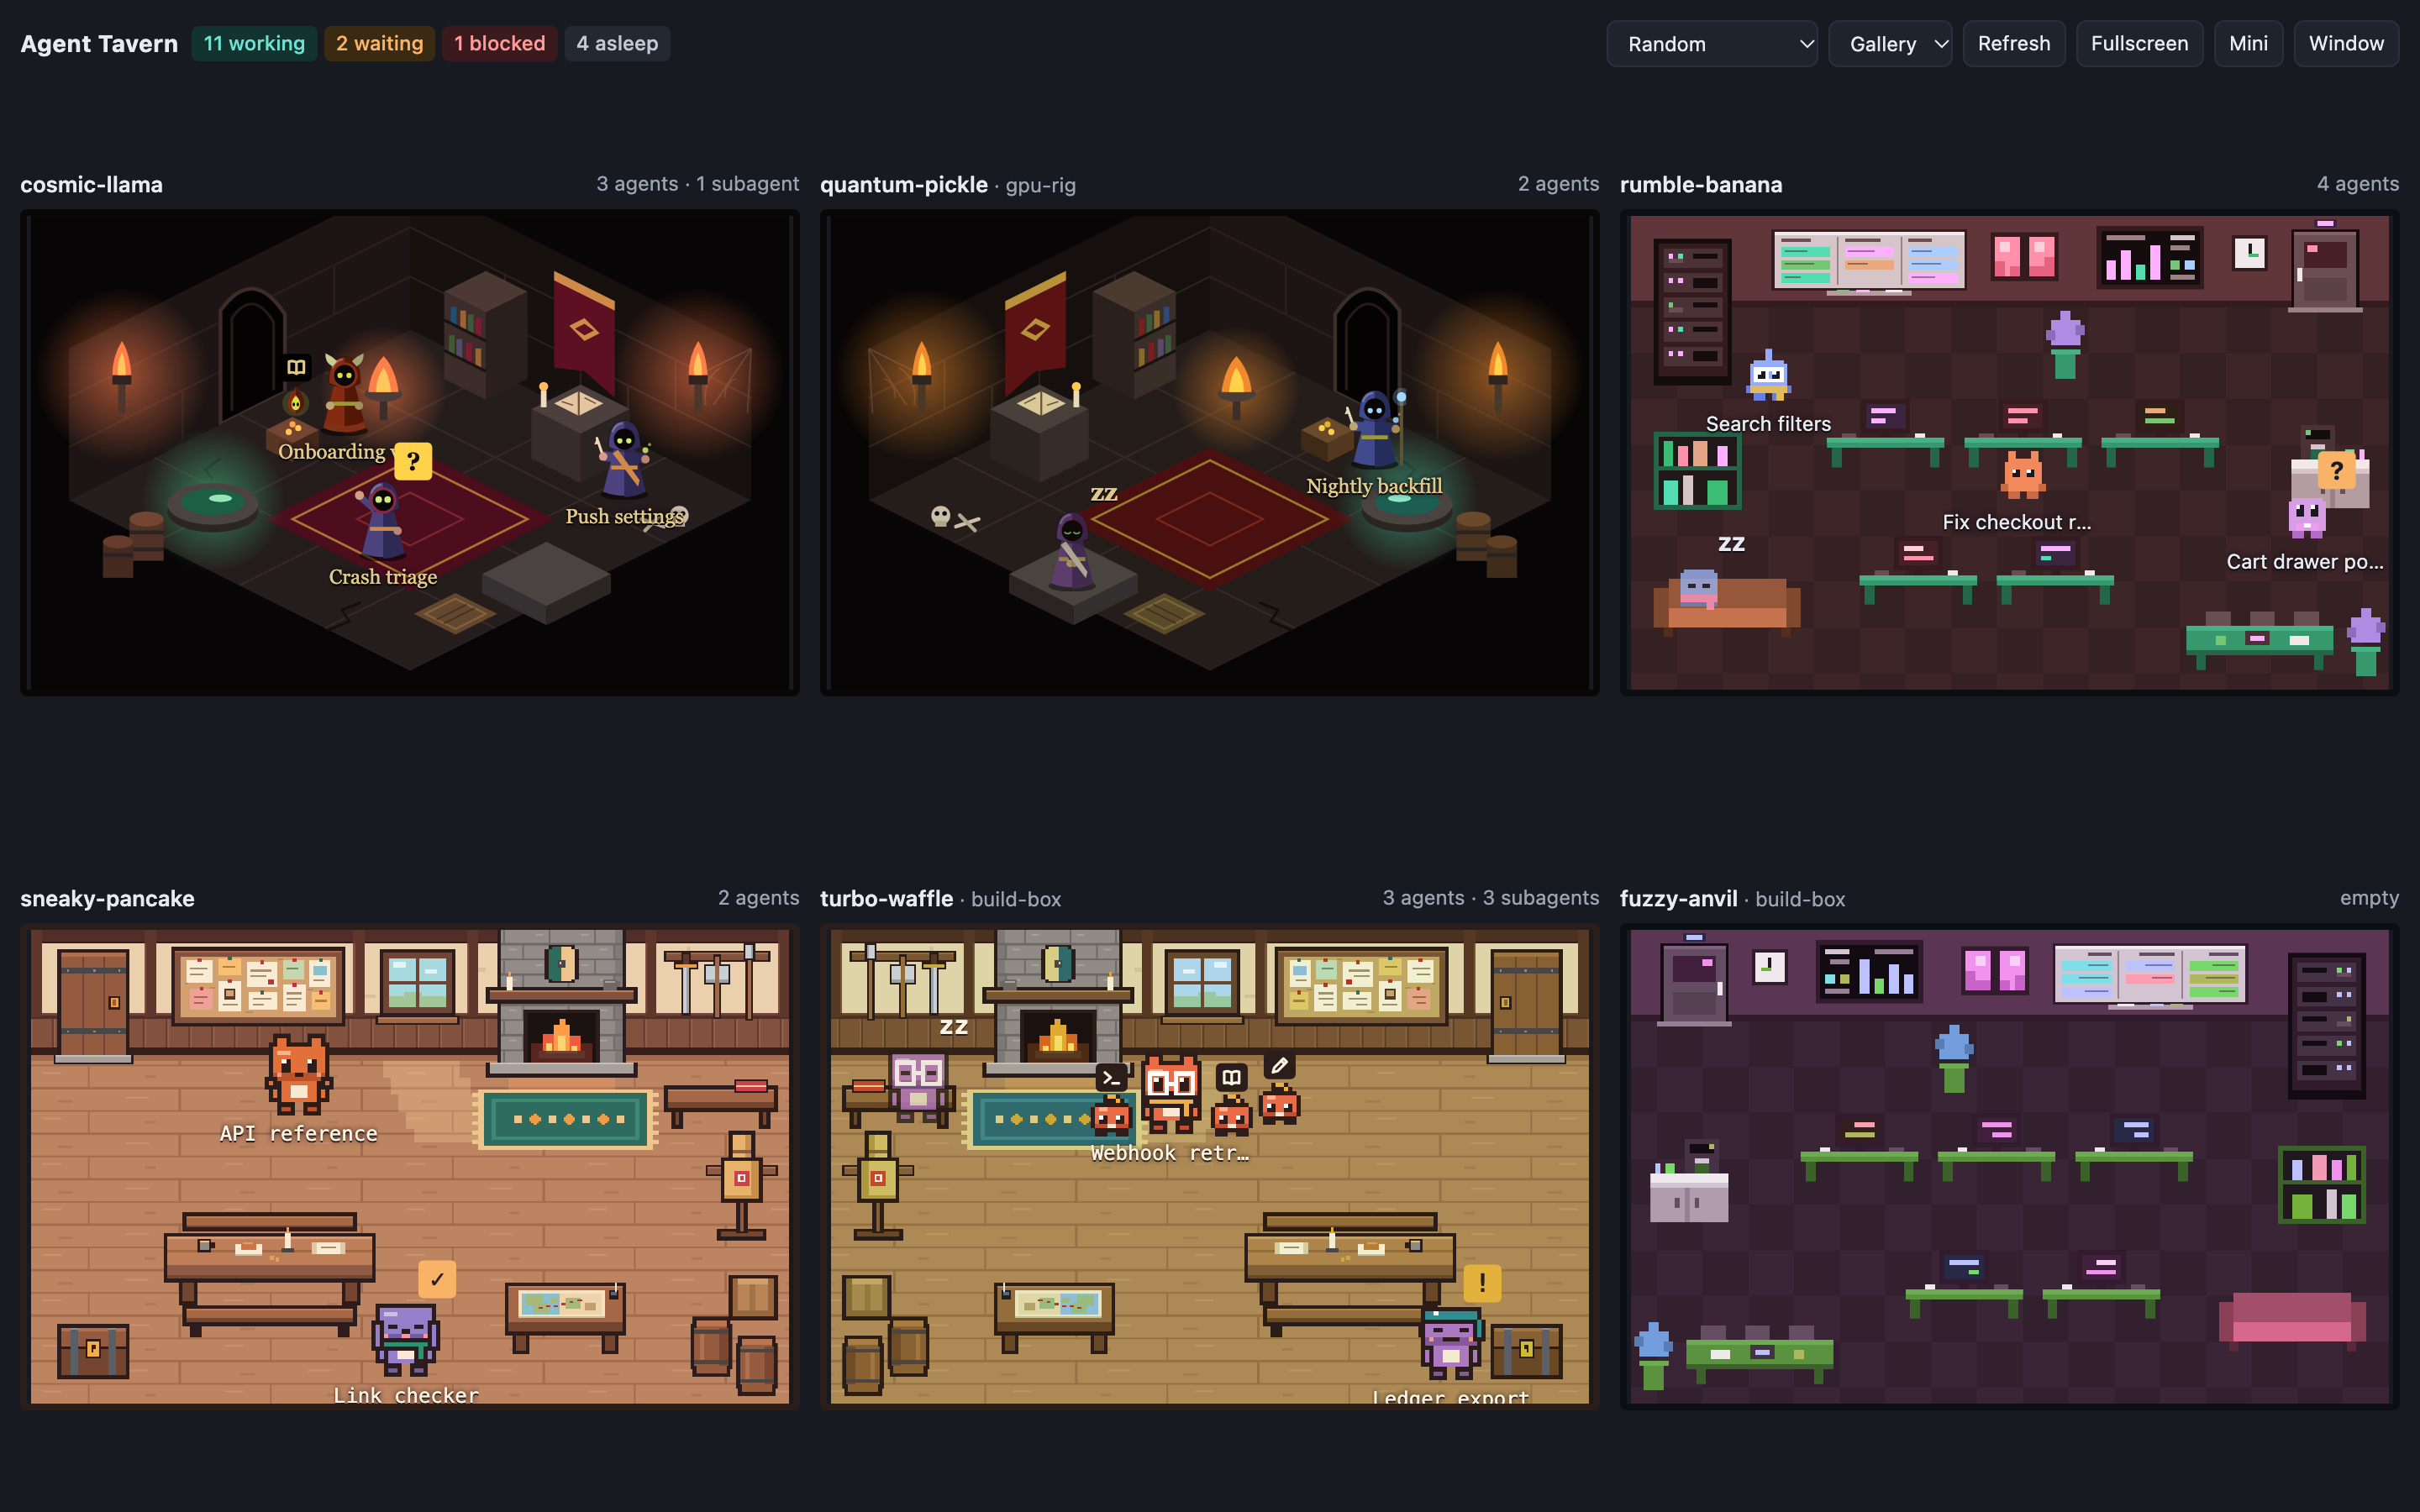 Agent Tavern 11 working 2 waiting 1 blocked 4 asleep Random Gallery Refresh Fullscreen Mini Window
cosmic-llama 3 agents · 1 subagent
Onboarding
?
Push settings
Crash triage
quantum-pickle · gpu-rig 2 agents
zz
Nightly backfill
rumble-banana 4 agents
Search filters
?
Fix checkout r...
zz
Cart drawer po...
sneaky-pancake 2 agents
API reference
✓
Link checker
turbo-waffle · build-box 3 agents · 3 subagents
zz
>_
Webhook retr...
!
Ledger export
fuzzy-anvil · build-box empty